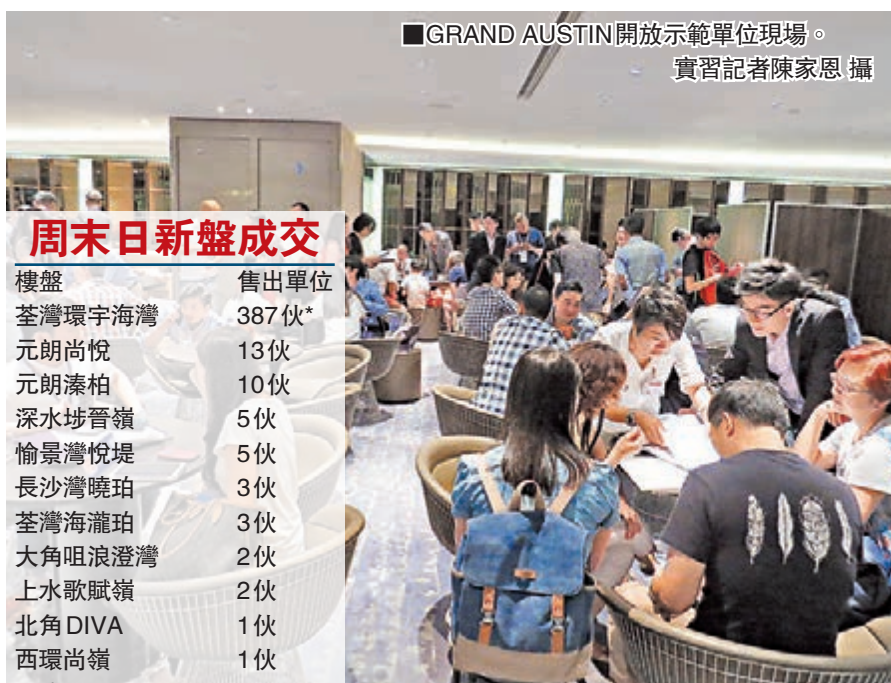 ■GRAND AUSTIN開放示範單位現場。
實習記者陳家恩 攝
周末日新盤成交
樓盤 售出單位
荃灣環宇海灣 387伙*
元朗尚悅 13伙
元朗溱柏 10伙
深水埗晉嶺 5伙
愉景灣悅堤 5伙
長沙灣曉珀 3伙
荃灣海瀧珀 3伙
大角咀浪澄灣 2伙
上水歌賦嶺 2伙
北角DIVA 1伙
西環尚嶺 1伙